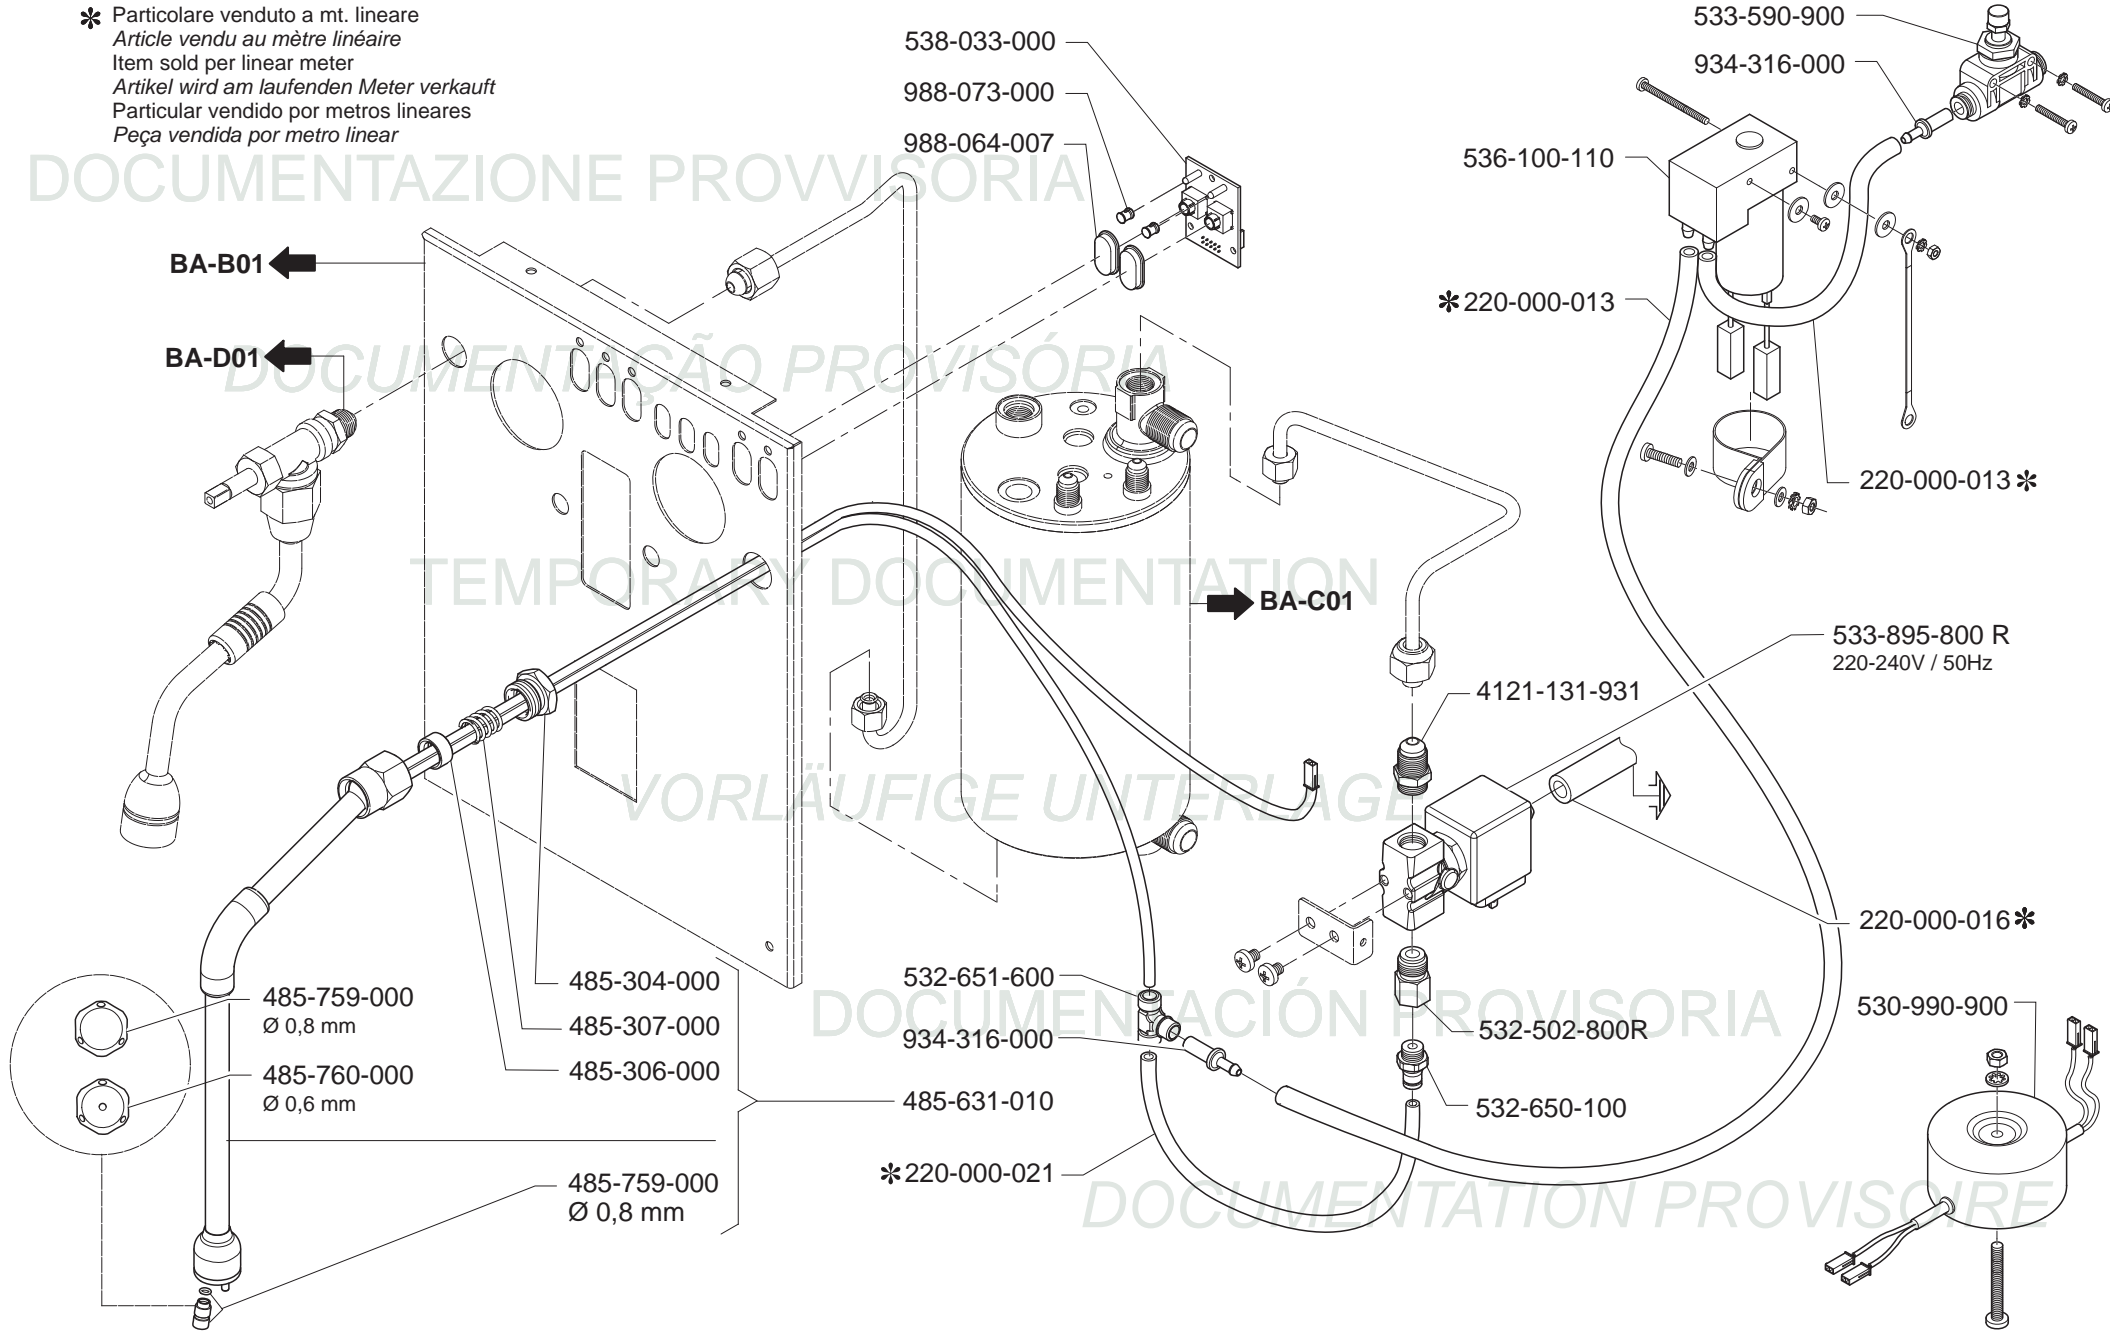 ✻ Particolare venduto a mt. lineare
Article vendu au mètre linéaire
Item sold per linear meter
Artikel wird am laufenden Meter verkauft
Particular vendido por metros lineares
Peça vendida por metro linear
538-033-000
988-073-000
988-064-007
533-590-900
934-316-000
536-100-110
DOCUMENTAZIONE PROVVISORIA
BA-B01
✻ 220-000-013
BA-D01
DOCUMENTAÇÃO PROVISÓRIA
220-000-013 ✻
TEMPORARY DOCUMENTATION
BA-C01
533-895-800 R
220-240V / 50Hz
4121-131-931
VORLÄUFIGE UNTERLAGE
220-000-016 ✻
485-304-000
485-307-000
485-306-000
485-759-000
Ø 0,8 mm
485-760-000
Ø 0,6 mm
532-651-600
934-316-000
485-631-010
DOCUMENTACIÓN PROVISORIA
532-502-800R
530-990-900
532-650-100
✻ 220-000-021
485-759-000
Ø 0,8 mm
DOCUMENTATION PROVISOIRE